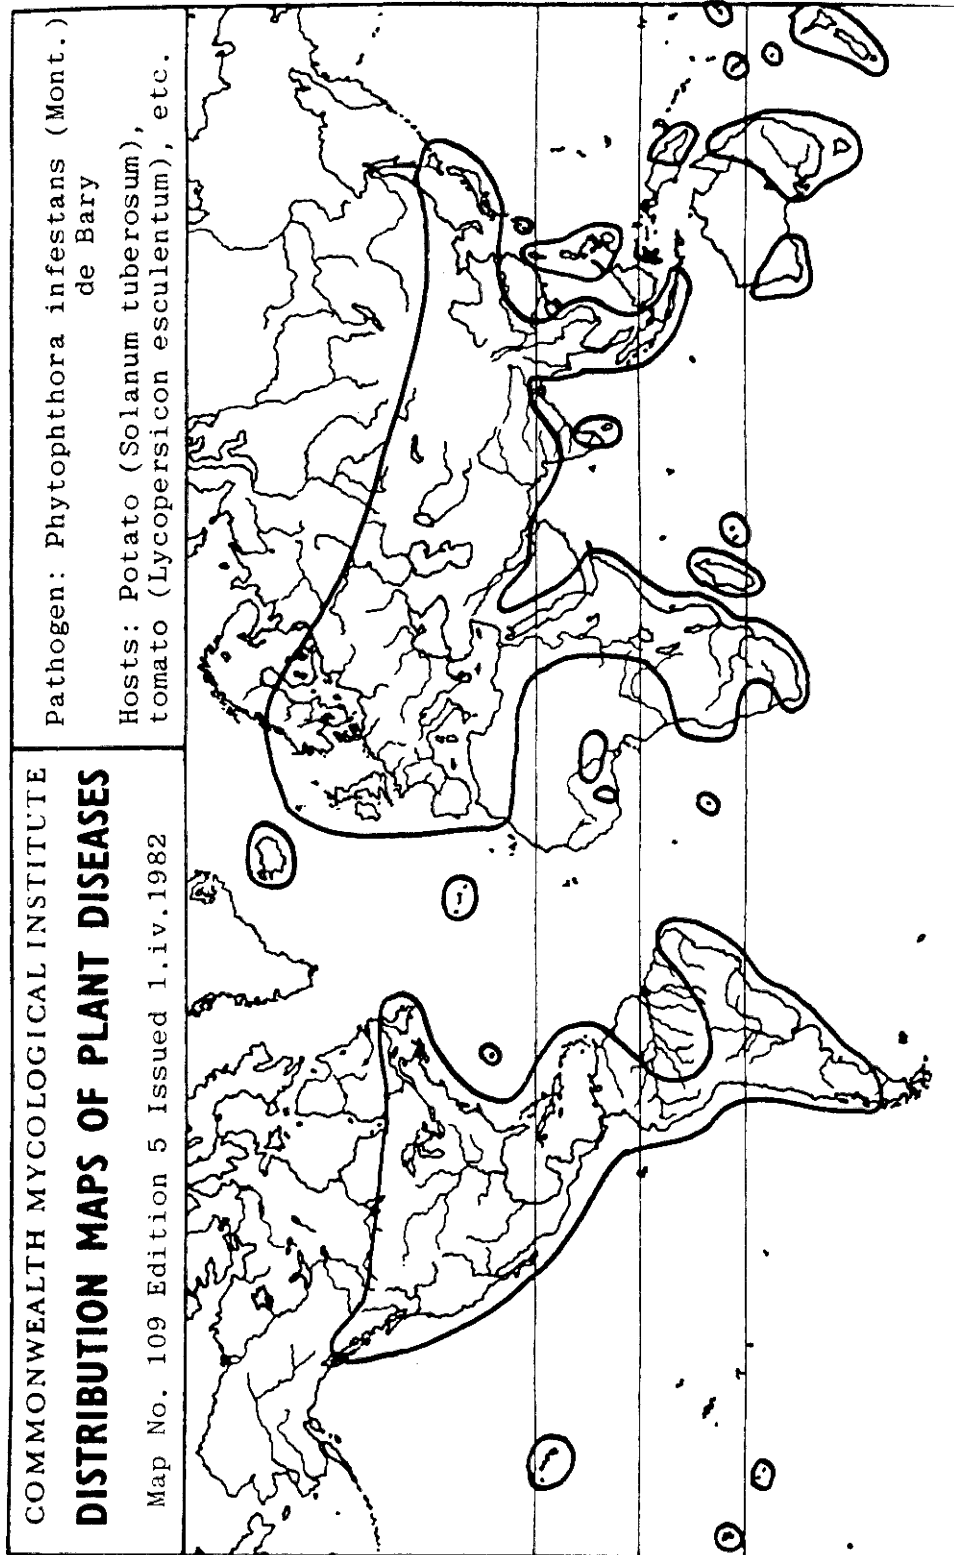 COMMONWEALTH MYCOLOGICAL INSTITUTE
DISTRIBUTION MAPS OF PLANT DISEASES
Map No. 109 Edition 5 Issued 1.iv.1982
Pathogen: Phytophthora infestans (Mont.)
de Bary
Hosts: Potato (Solanum tuberosum),
tomato (Lycopersicon esculentum), etc.